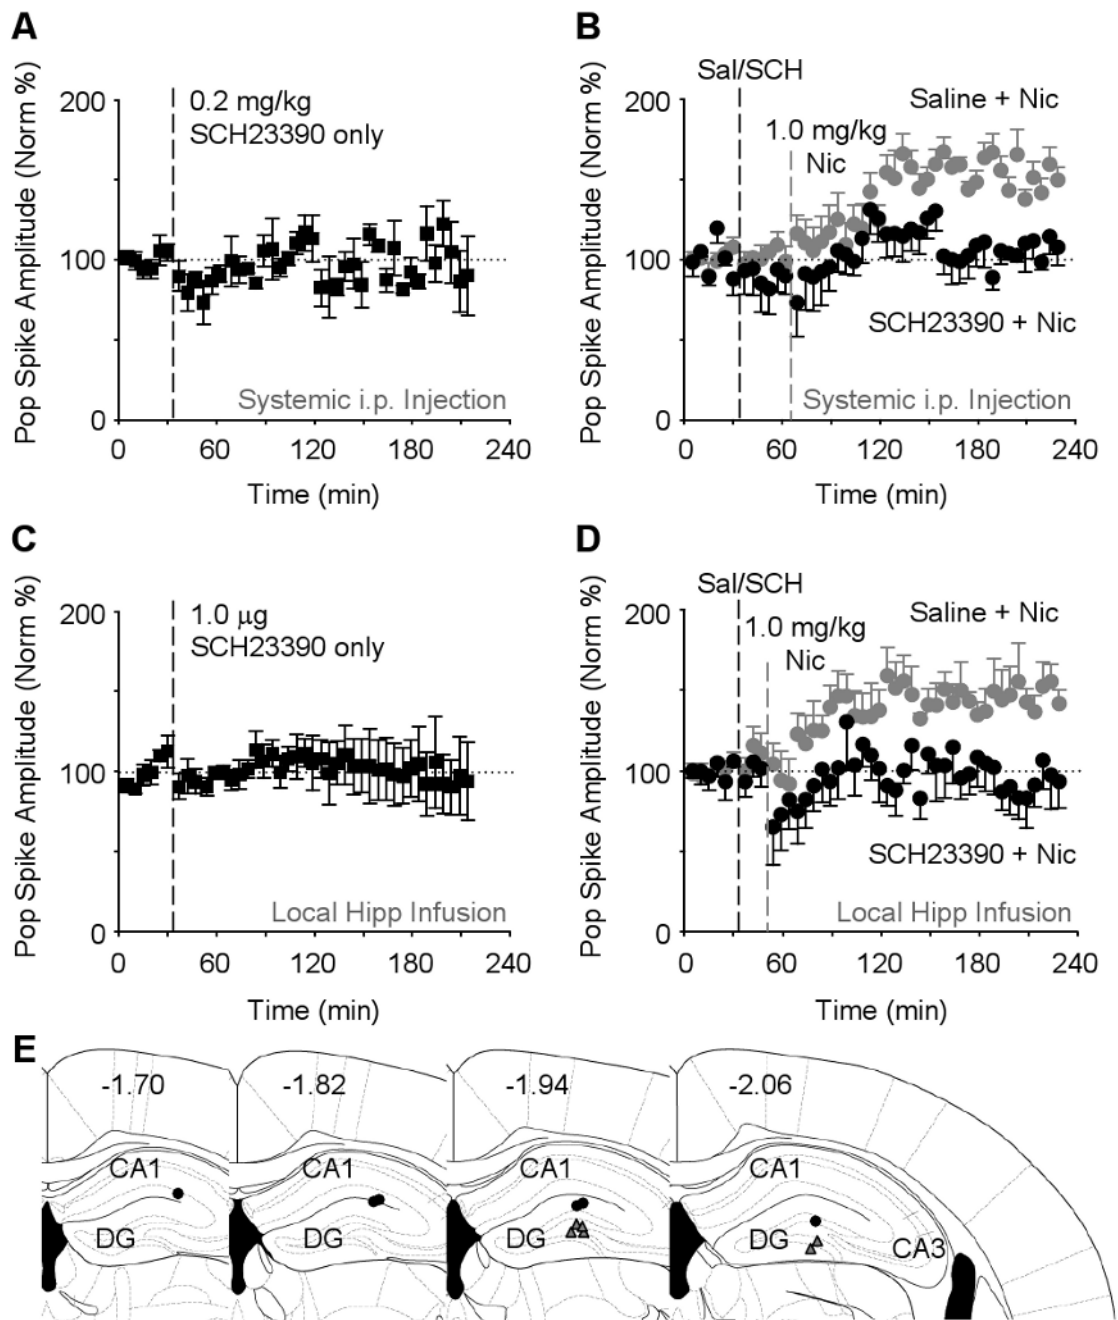 A
Pop Spike Amplitude (Norm %)
200
100
0
0.2 mg/kg
SCH23390 only
Systemic i.p. Injection
0 60 120 180 240
Time (min)
B
Pop Spike Amplitude (Norm %)
200
100
0
Sal/SCH
Saline + Nic
1.0 mg/kg
Nic
SCH23390 + Nic
Systemic i.p. Injection
0 60 120 180 240
Time (min)
C
Pop Spike Amplitude (Norm %)
200
100
0
1.0 μg
SCH23390 only
Local Hipp Infusion
0 60 120 180 240
Time (min)
D
Pop Spike Amplitude (Norm %)
200
100
0
Sal/SCH
Saline + Nic
1.0 mg/kg
Nic
SCH23390 + Nic
Local Hipp Infusion
0 60 120 180 240
Time (min)
E
-1.70 -1.82 -1.94 -2.06
CA1 CA1 CA1 CA1
DG DG DG DG CA3